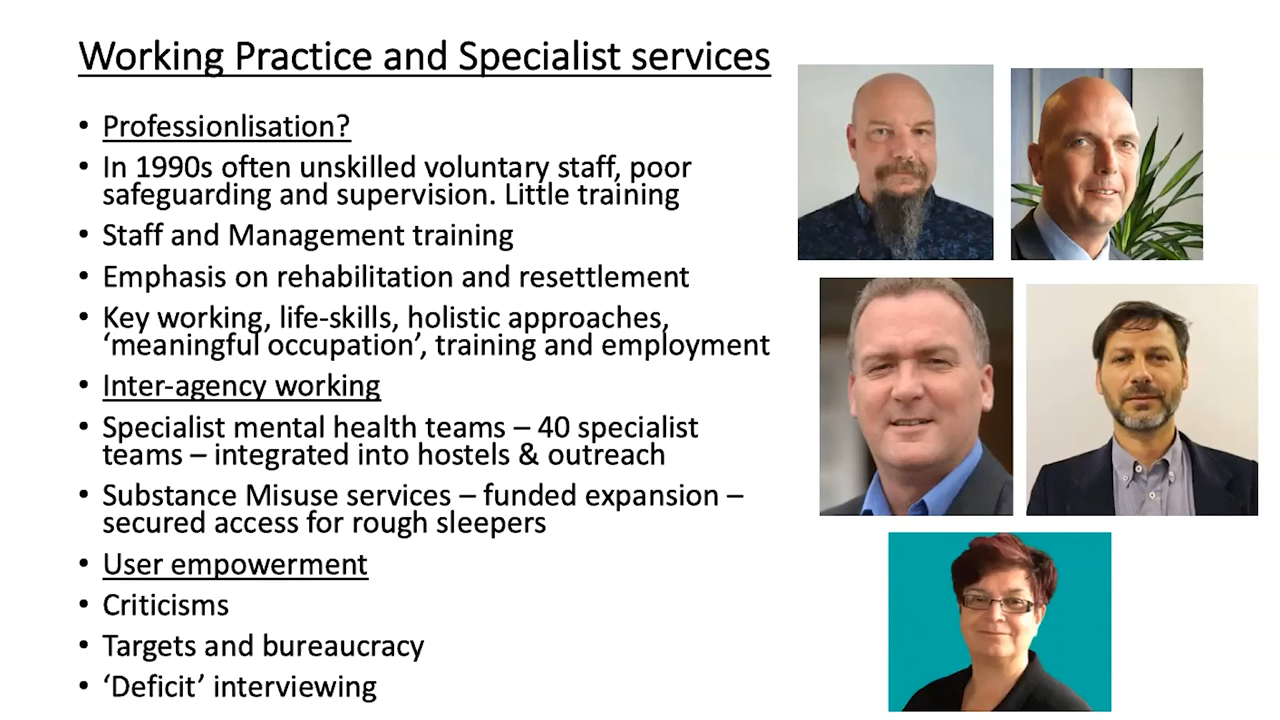 Working Practice and Specialist services
• Professionlisation?
• In 1990s often unskilled voluntary staff, poor
safeguarding and supervision. Little training
• Staff and Management training
• Emphasis on rehabilitation and resettlement
• Key working, life-skills, holistic approaches,
‘meaningful occupation’, training and employment
• Inter-agency working
• Specialist mental health teams – 40 specialist
teams – integrated into hostels & outreach
• Substance Misuse services – funded expansion –
secured access for rough sleepers
• User empowerment
• Criticisms
• Targets and bureaucracy
• ‘Deficit’ interviewing